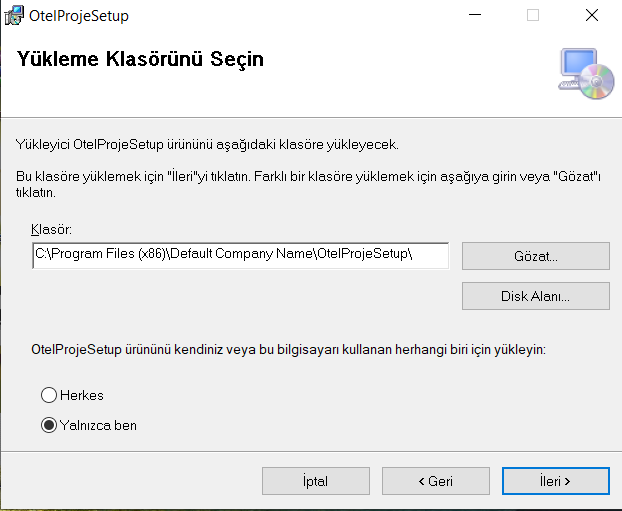 OtelProjeSetup
Yükleme Klasörünü Seçin
Yükleyici OtelProjeSetup ürününü aşağıdaki klasöre yükleyecek.
Bu klasöre yüklemek için "İleri"yi tıklatın. Farklı bir klasöre yüklemek için aşağıya girin veya "Gözat"ı
tıklatın.
Klasör:
C:\Program Files (x86)\Default Company Name\OtelProjeSetup\
Gözat...
Disk Alanı...
OtelProjeSetup ürününü kendiniz veya bu bilgisayarı kullanan herhangi biri için yükleyin:
Herkes
Yalnızca ben
İptal
< Geri
İleri >